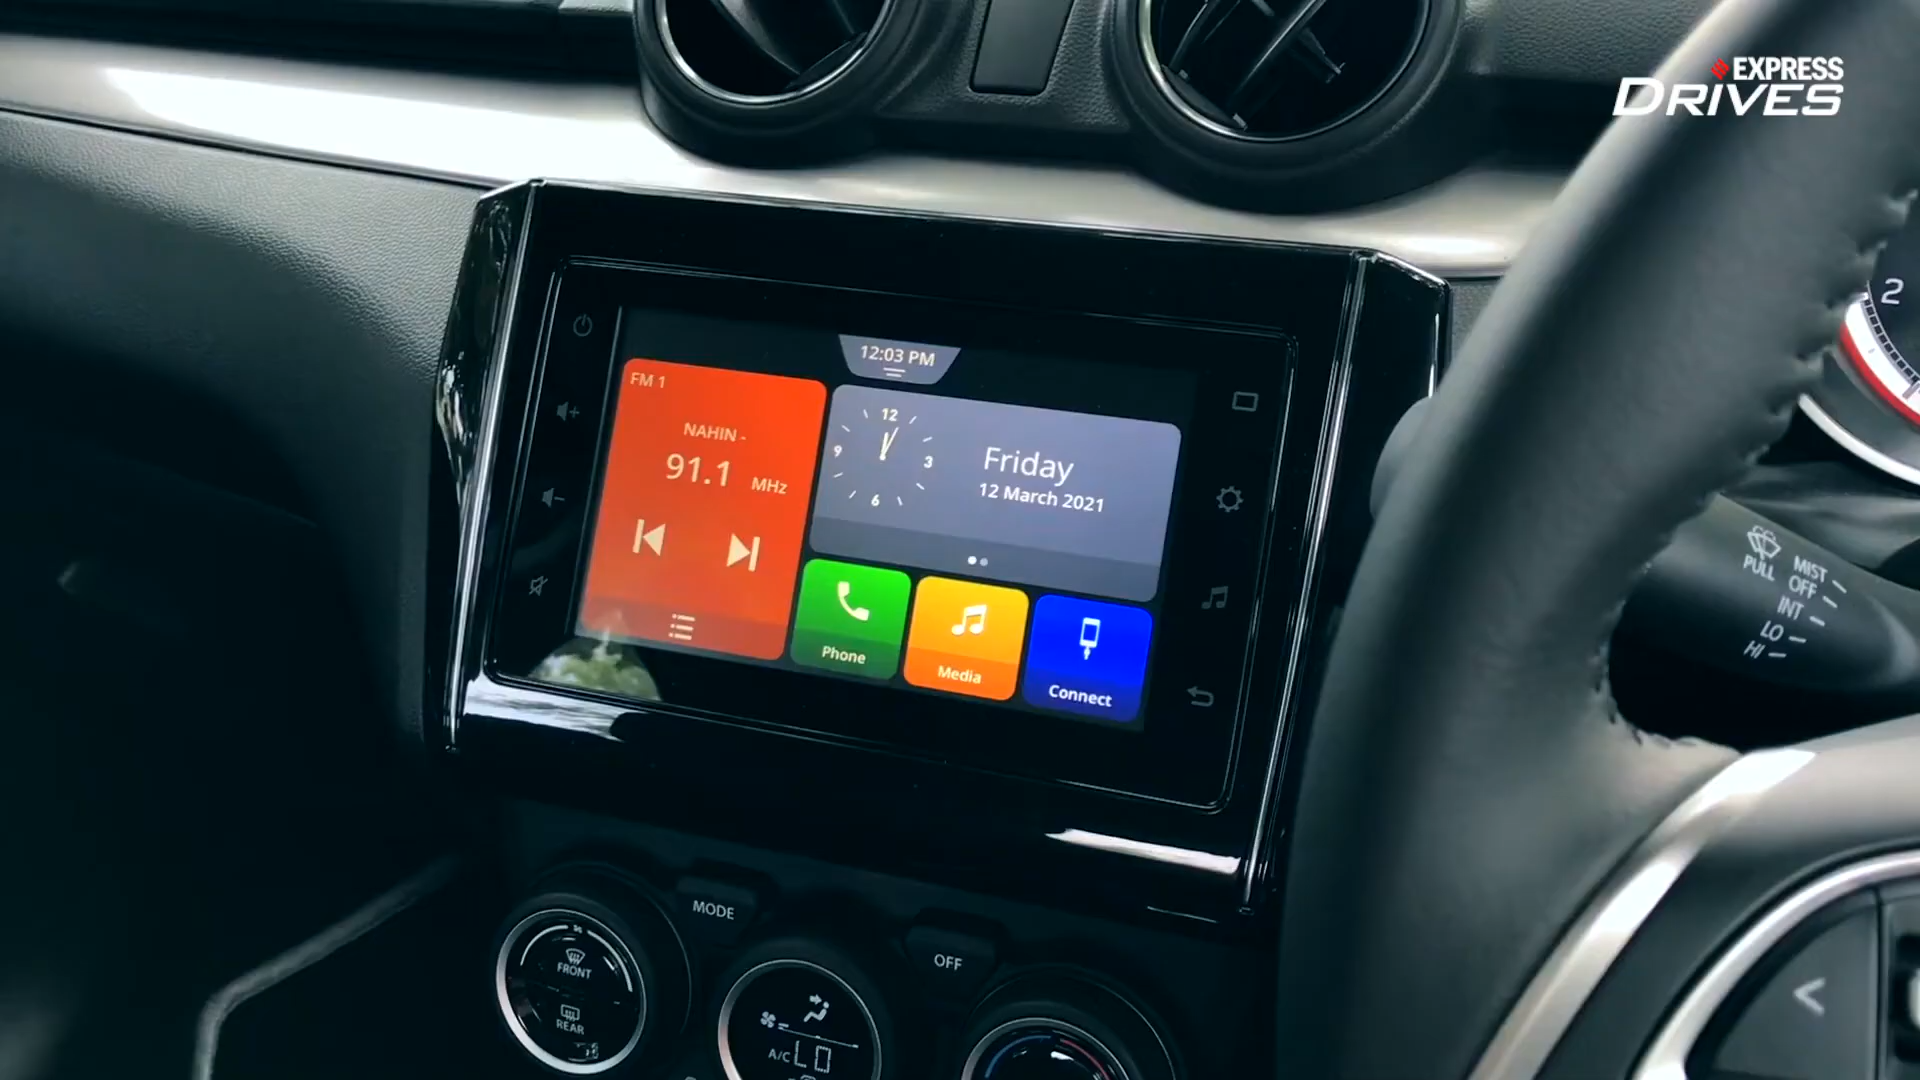 EXPRESS
DRIVES
12:03 PM
FM 1
NAHIN -
91.1 MHz
12
3
6
9
Friday
12 March 2021
Phone
Media
Connect
2
PULL
MIST
OFF
INT
LO
HI
MODE
OFF
FRONT
REAR
A/C LO